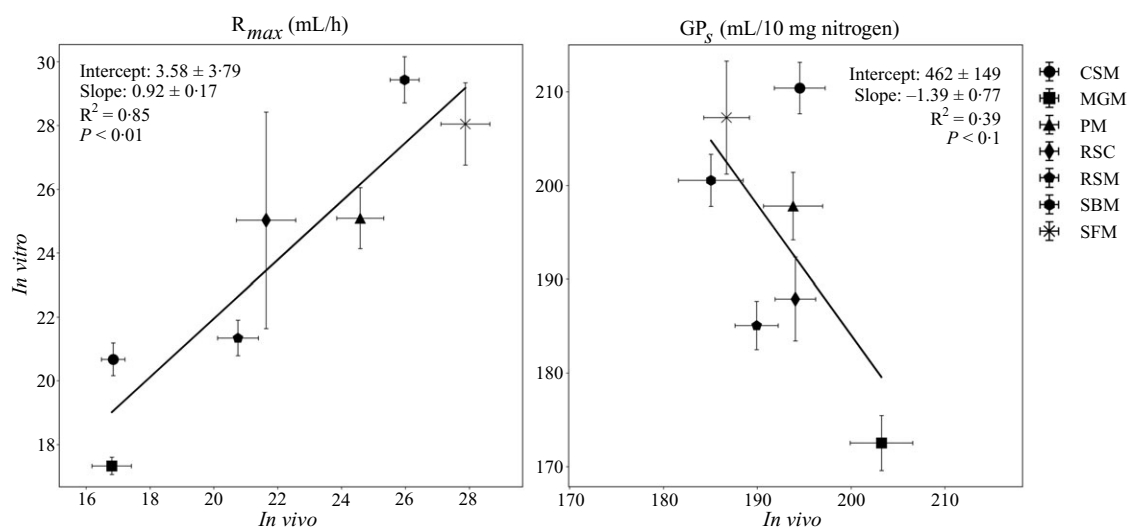 R_max (mL/h)
Intercept: 3.58 ± 3·79
Slope: 0.92 ± 0·17
R² = 0·85
P < 0·01
In vitro
30
28
26
24
22
20
18
16
18
20
22
24
26
28
In vivo
GP_s (mL/10 mg nitrogen)
Intercept: 462 ± 149
Slope: –1.39 ± 0·77
R² = 0·39
P < 0·1
210
200
190
180
170
170
180
190
200
210
In vivo
CSM
MGM
PM
RSC
RSM
SBM
SFM